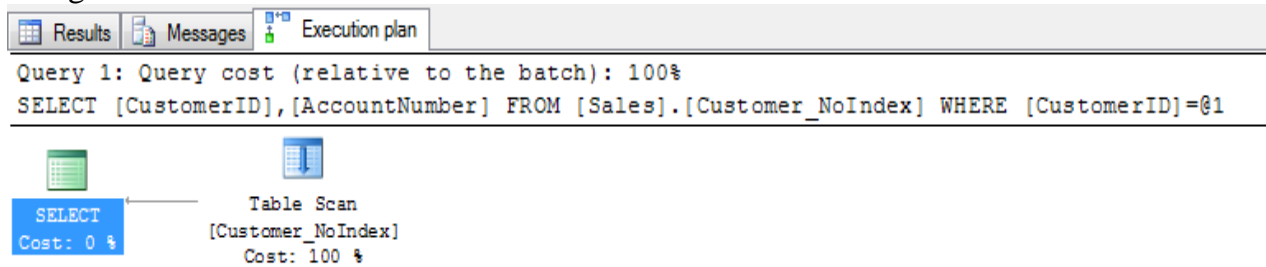 Results Messages Execution plan
Query 1: Query cost (relative to the batch): 100%
SELECT [CustomerID],[AccountNumber] FROM [Sales].[Customer_NoIndex] WHERE [CustomerID]=@1
SELECT
Cost: 0 %
Table Scan
[Customer_NoIndex]
Cost: 100 %